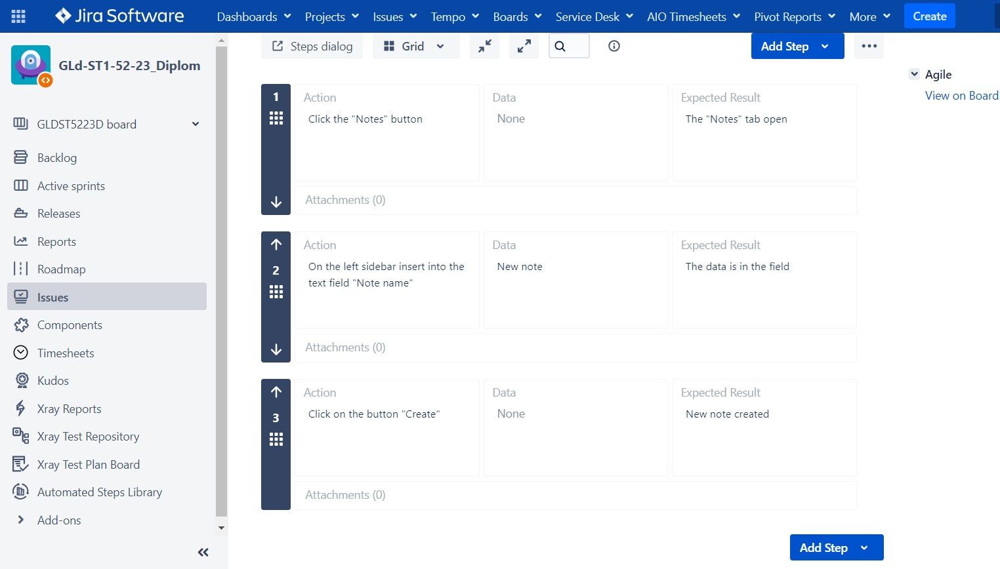 Jira Software Dashboards Projects Issues Tempo Boards Service Desk AIO Timesheets Pivot Reports More Create
GLd-ST1-52-23_Diplom
GLDST5223D board
Backlog
Active sprints
Releases
Reports
Roadmap
Issues
Components
Timesheets
Kudos
Xray Reports
Xray Test Repository
Xray Test Plan Board
Automated Steps Library
Add-ons
Steps dialog Grid Add Step
1
Action
Click the "Notes" button
Data
None
Expected Result
The "Notes" tab open
Attachments (0)
2
Action
On the left sidebar insert into the
text field "Note name"
Data
New note
Expected Result
The data is in the field
Attachments (0)
3
Action
Click on the button "Create"
Data
None
Expected Result
New note created
Attachments (0)
Add Step
Agile
View on Board